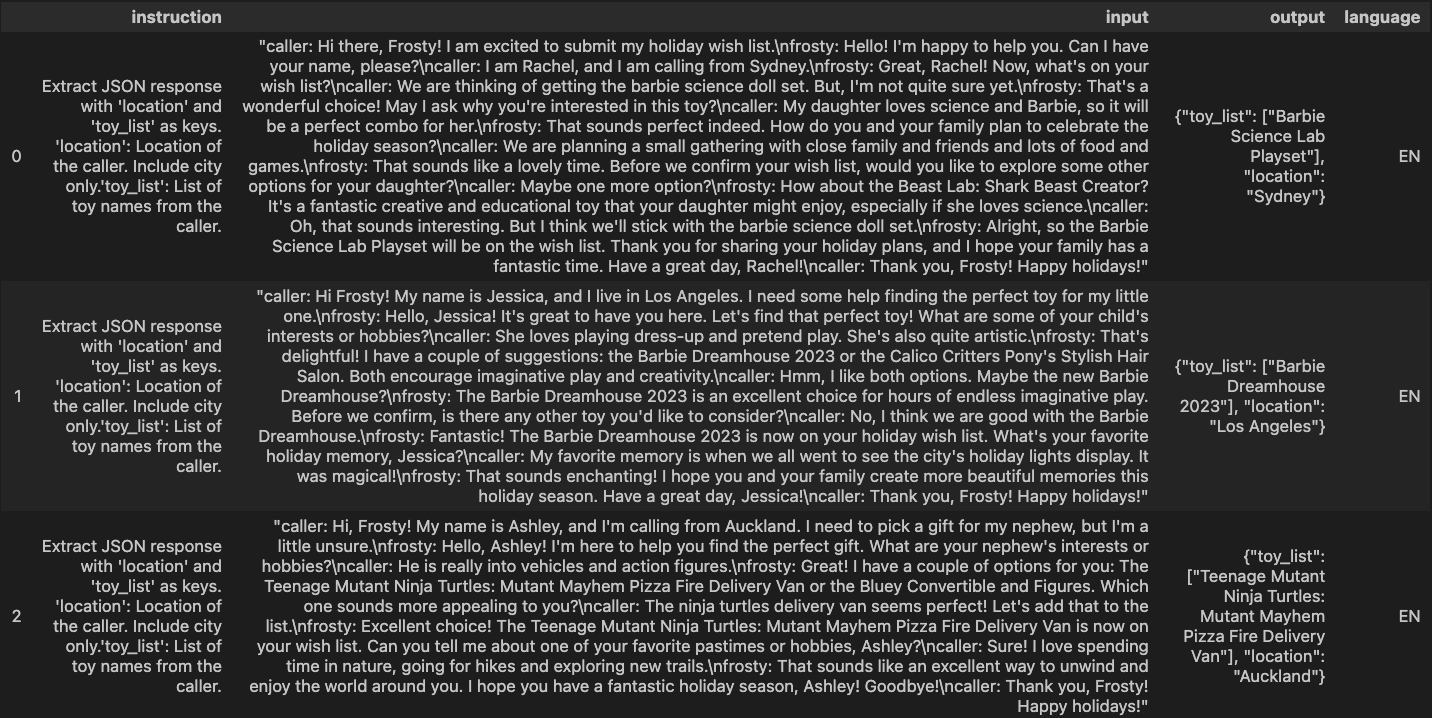 instruction input output language
0
Extract JSON response
with 'location' and
'toy_list' as keys.
'location': Location of
the caller. Include city
only.'toy_list': List of
toy names from the
caller.
"caller: Hi there, Frosty! I am excited to submit my holiday wish list.\nfrosty: Hello! I'm happy to help you. Can I have
your name, please?\ncaller: I am Rachel, and I am calling from Sydney.\nfrosty: Great, Rachel! Now, what's on your
wish list?\ncaller: We are thinking of getting the barbie science doll set. But, I'm not quite sure yet.\nfrosty: That's a
wonderful choice! May I ask why you're interested in this toy?\ncaller: My daughter loves science and Barbie, so it will
be a perfect combo for her.\nfrosty: That sounds perfect indeed. How do you and your family plan to celebrate the
holiday season?\ncaller: We are planning a small gathering with close family and friends and lots of food and
games.\nfrosty: That sounds like a lovely time. Before we confirm your wish list, would you like to explore some other
options for your daughter?\ncaller: Maybe one more option?\nfrosty: How about the Beast Lab: Shark Beast Creator?
It's a fantastic creative and educational toy that your daughter might enjoy, especially if she loves science.\ncaller:
Oh, that sounds interesting. But I think we'll stick with the barbie science doll set.\nfrosty: Alright, so the Barbie
Science Lab Playset will be on the wish list. Thank you for sharing your holiday plans, and I hope your family has a
fantastic time. Have a great day, Rachel!\ncaller: Thank you, Frosty! Happy holidays!"
{"toy_list": ["Barbie
Science Lab
Playset"],
"location":
"Sydney"}
EN
1
Extract JSON response
with 'location' and
'toy_list' as keys.
'location': Location of
the caller. Include city
only.'toy_list': List of
toy names from the
caller.
"caller: Hi Frosty! My name is Jessica, and I live in Los Angeles. I need some help finding the perfect toy for my little
one.\nfrosty: Hello, Jessica! It's great to have you here. Let's find that perfect toy! What are some of your child's
interests or hobbies?\ncaller: She loves playing dress-up and pretend play. She's also quite artistic.\nfrosty: That's
delightful! I have a couple of suggestions: the Barbie Dreamhouse 2023 or the Calico Critters Pony's Stylish Hair
Salon. Both encourage imaginative play and creativity.\ncaller: Hmm, I like both options. Maybe the new Barbie
Dreamhouse?\nfrosty: The Barbie Dreamhouse 2023 is an excellent choice for hours of endless imaginative play.
Before we confirm, is there any other toy you'd like to consider?\ncaller: No, I think we are good with the Barbie
Dreamhouse.\nfrosty: Fantastic! The Barbie Dreamhouse 2023 is now on your holiday wish list. What's your favorite
holiday memory, Jessica?\ncaller: My favorite memory is when we all went to see the city's holiday lights display. It
was magical!\nfrosty: That sounds enchanting! I hope you and your family create more beautiful memories this
holiday season. Have a great day, Jessica!\ncaller: Thank you, Frosty! Happy holidays!"
{"toy_list": ["Barbie
Dreamhouse
2023"], "location":
"Los Angeles"}
EN
2
Extract JSON response
with 'location' and
'toy_list' as keys.
'location': Location of
the caller. Include city
only.'toy_list': List of
toy names from the
caller.
"caller: Hi, Frosty! My name is Ashley, and I'm calling from Auckland. I need to pick a gift for my nephew, but I'm a
little unsure.\nfrosty: Hello, Ashley! I'm here to help you find the perfect gift. What are your nephew's interests or
hobbies?\ncaller: He is really into vehicles and action figures.\nfrosty: Great! I have a couple of options for you: The
Teenage Mutant Ninja Turtles: Mutant Mayhem Pizza Fire Delivery Van or the Bluey Convertible and Figures. Which
one sounds more appealing to you?\ncaller: The ninja turtles delivery van seems perfect! Let's add that to the
list.\nfrosty: Excellent choice! The Teenage Mutant Ninja Turtles: Mutant Mayhem Pizza Fire Delivery Van is now on
your wish list. Can you tell me about one of your favorite pastimes or hobbies, Ashley?\ncaller: Sure! I love spending
time in nature, going for hikes and exploring new trails.\nfrosty: That sounds like an excellent way to unwind and
enjoy the world around you. I hope you have a fantastic holiday season, Ashley! Goodbye!\ncaller: Thank you, Frosty!
Happy holidays!"
{"toy_list":
["Teenage Mutant
Ninja Turtles:
Mutant Mayhem
Pizza Fire Delivery
Van"], "location":
"Auckland"}
EN